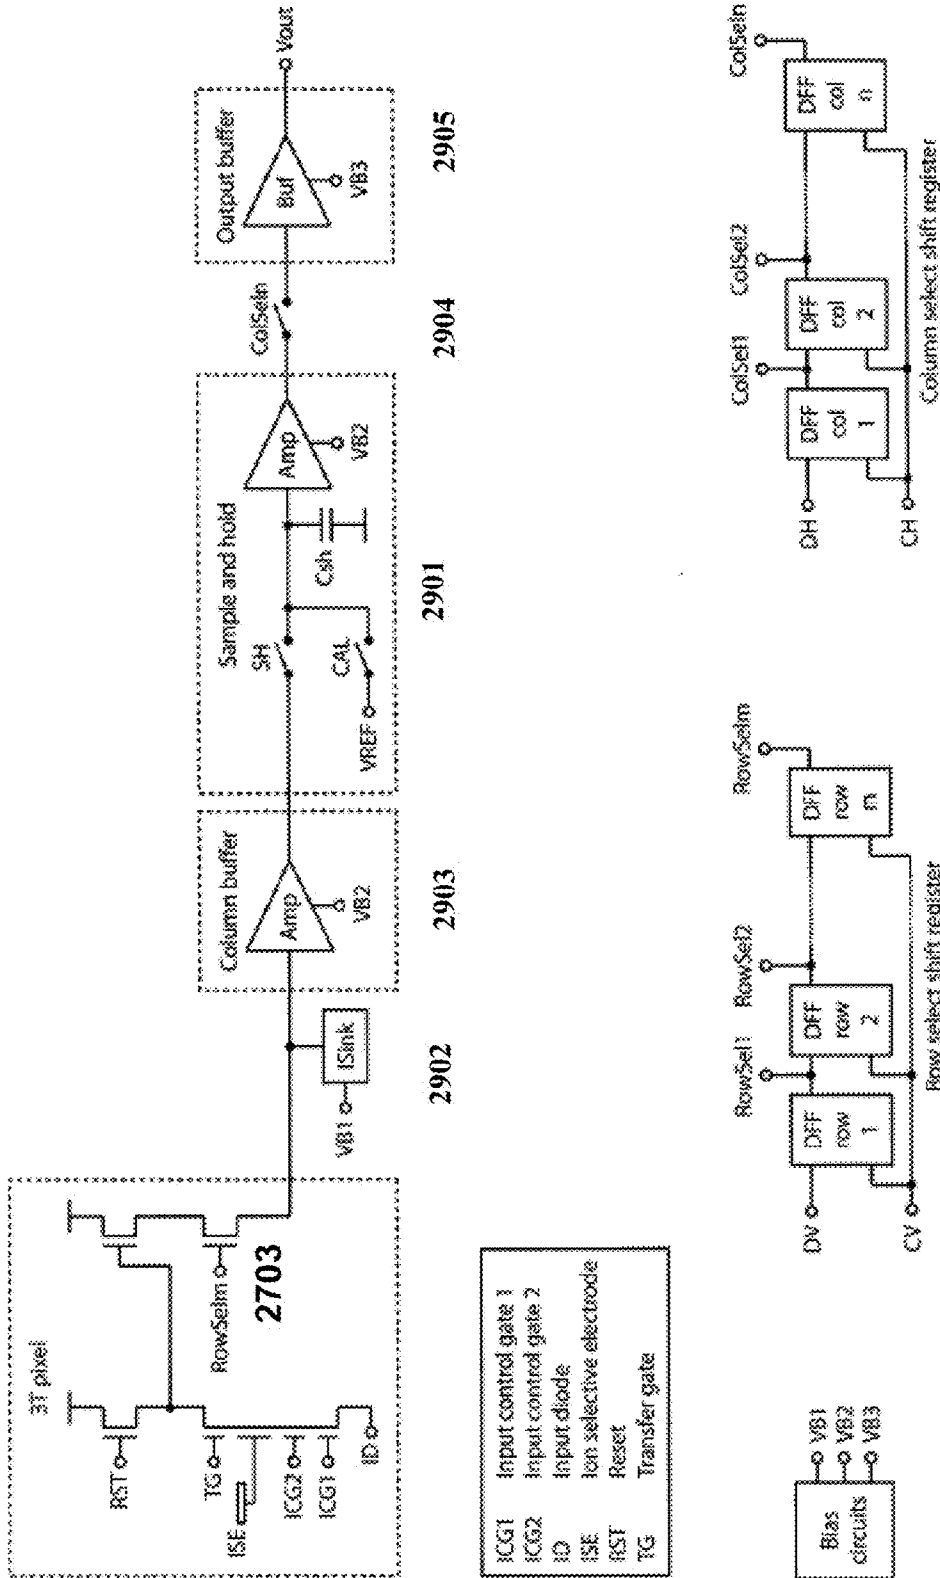 3T pixel
RST
TG
ISE
ICG2
ICG1
ID
RowSelm
2703
VB1
ISink
2902
Column buffer
Amp
VB2
2903
Sample and hold
SH
CAL
VREF
Csh
Amp
VB2
2901
ColSeln
2904
Output buffer
Buf
VB3
Vout
2905
ICG1 Input control gate 1
ICG2 Input control gate 2
ID Input diode
ISE Ion selective electrode
RST Reset
TG Transfer gate
Bias
circuits
VB1
VB2
VB3
DV
CV
DFF
row
1
RowSel1
DFF
row
2
RowSel2
DFF
row
m
RowSelm
Row select shift register
DH
CH
DFF
col
1
ColSel1
DFF
col
2
ColSel2
DFF
col
n
ColSeln
Column select shift register